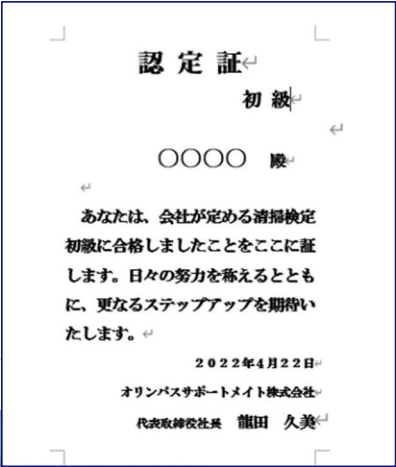 認 定 証
初 級
〇〇〇〇 殿
あなたは、会社が定める清掃検定
初級に合格しましたことをここに証
します。日々の努力を称えるととも
に、更なるステップアップを期待い
たします。
２０２２年４月２２日
オリンパスサポートメイト株式会社
代表取締役社長 龍田 久美